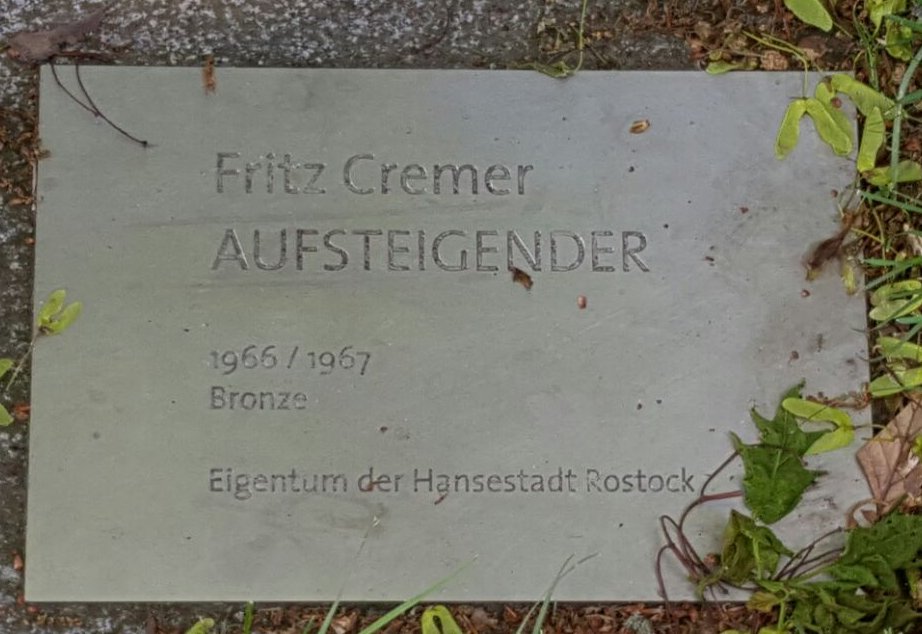 Fritz Cremer
AUFSTEIGENDER
1966 / 1967
Bronze
Eigentum der Hansestadt Rostock